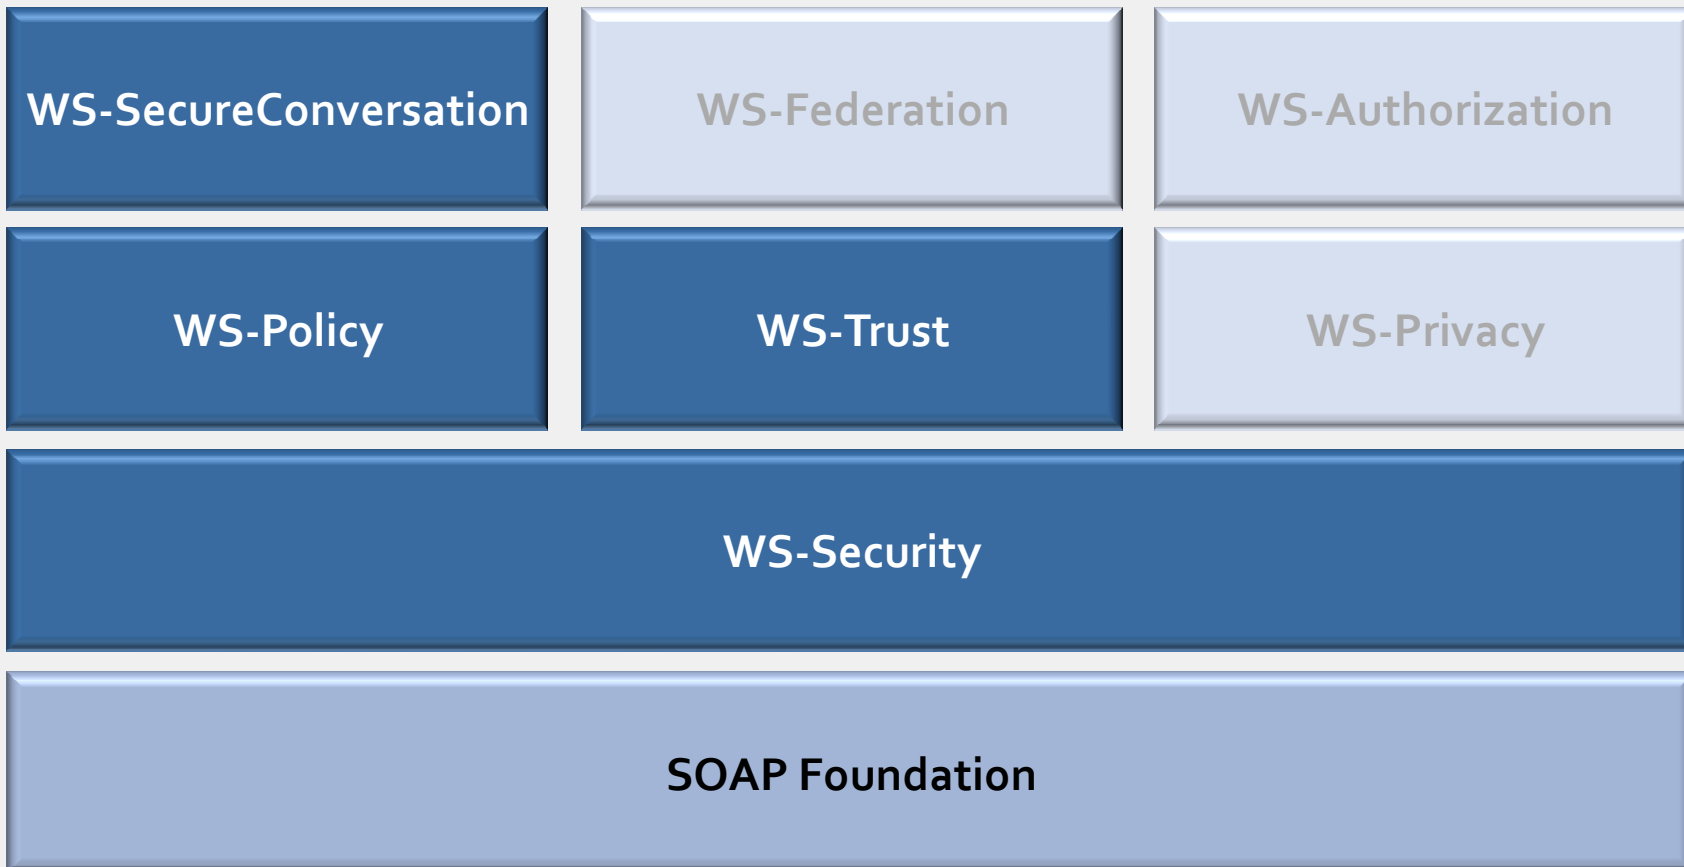 WS-SecureConversation
WS-Federation
WS-Authorization
WS-Policy
WS-Trust
WS-Privacy
WS-Security
SOAP Foundation